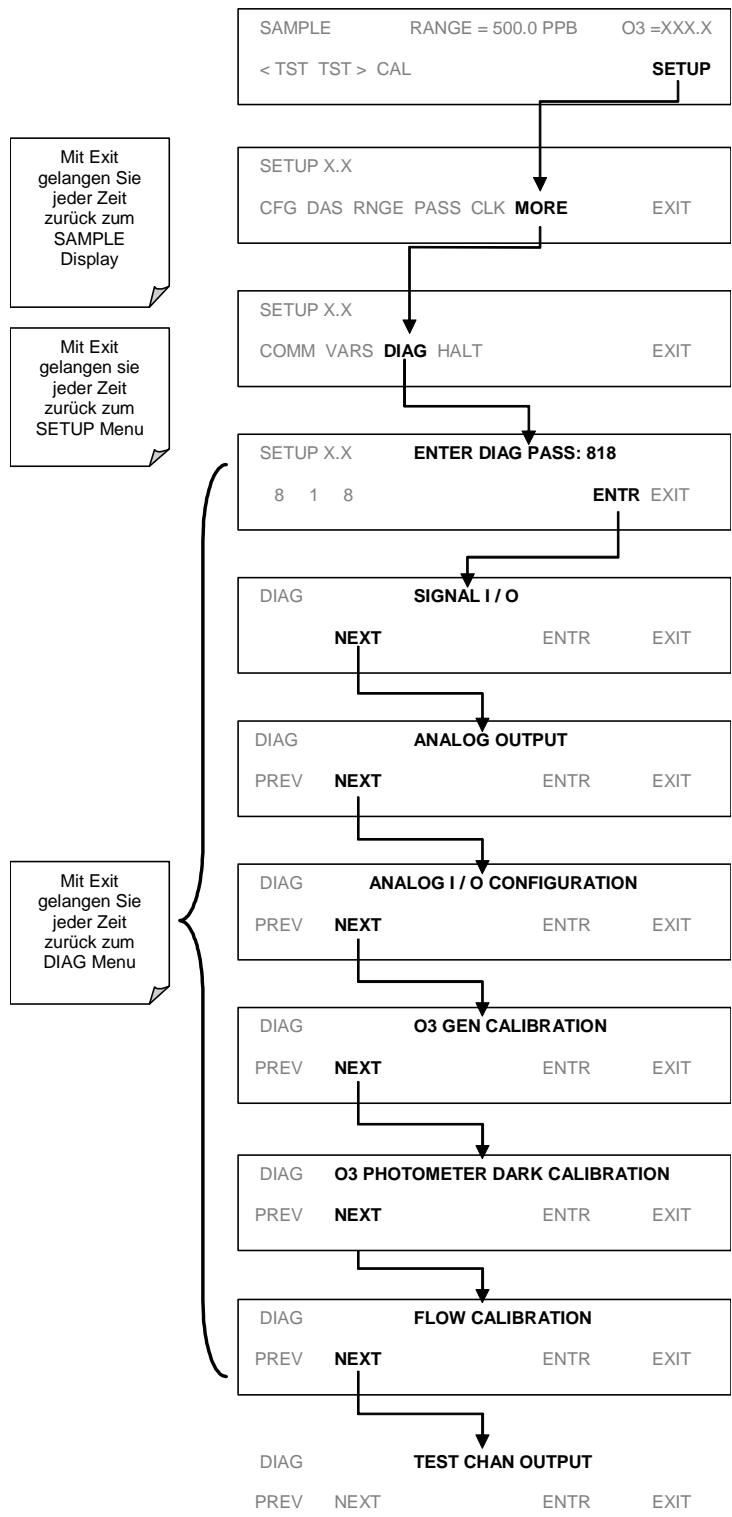 SAMPLE RANGE = 500.0 PPB O3 =XXX.X
< TST TST > CAL SETUP
Mit Exit
gelangen Sie
jeder Zeit
zurück zum
SAMPLE
Display
SETUP X.X
CFG DAS RNGE PASS CLK MORE EXIT
Mit Exit
gelangen sie
jeder Zeit
zurück zum
SETUP Menu
SETUP X.X
COMM VARS DIAG HALT EXIT
SETUP X.X ENTER DIAG PASS: 818
8 1 8 ENTR EXIT
DIAG SIGNAL I / O
NEXT ENTR EXIT
DIAG ANALOG OUTPUT
PREV NEXT ENTR EXIT
Mit Exit
gelangen Sie
jeder Zeit
zurück zum
DIAG Menu
DIAG ANALOG I / O CONFIGURATION
PREV NEXT ENTR EXIT
DIAG O3 GEN CALIBRATION
PREV NEXT ENTR EXIT
DIAG O3 PHOTOMETER DARK CALIBRATION
PREV NEXT ENTR EXIT
DIAG FLOW CALIBRATION
PREV NEXT ENTR EXIT
DIAG TEST CHAN OUTPUT
PREV NEXT ENTR EXIT